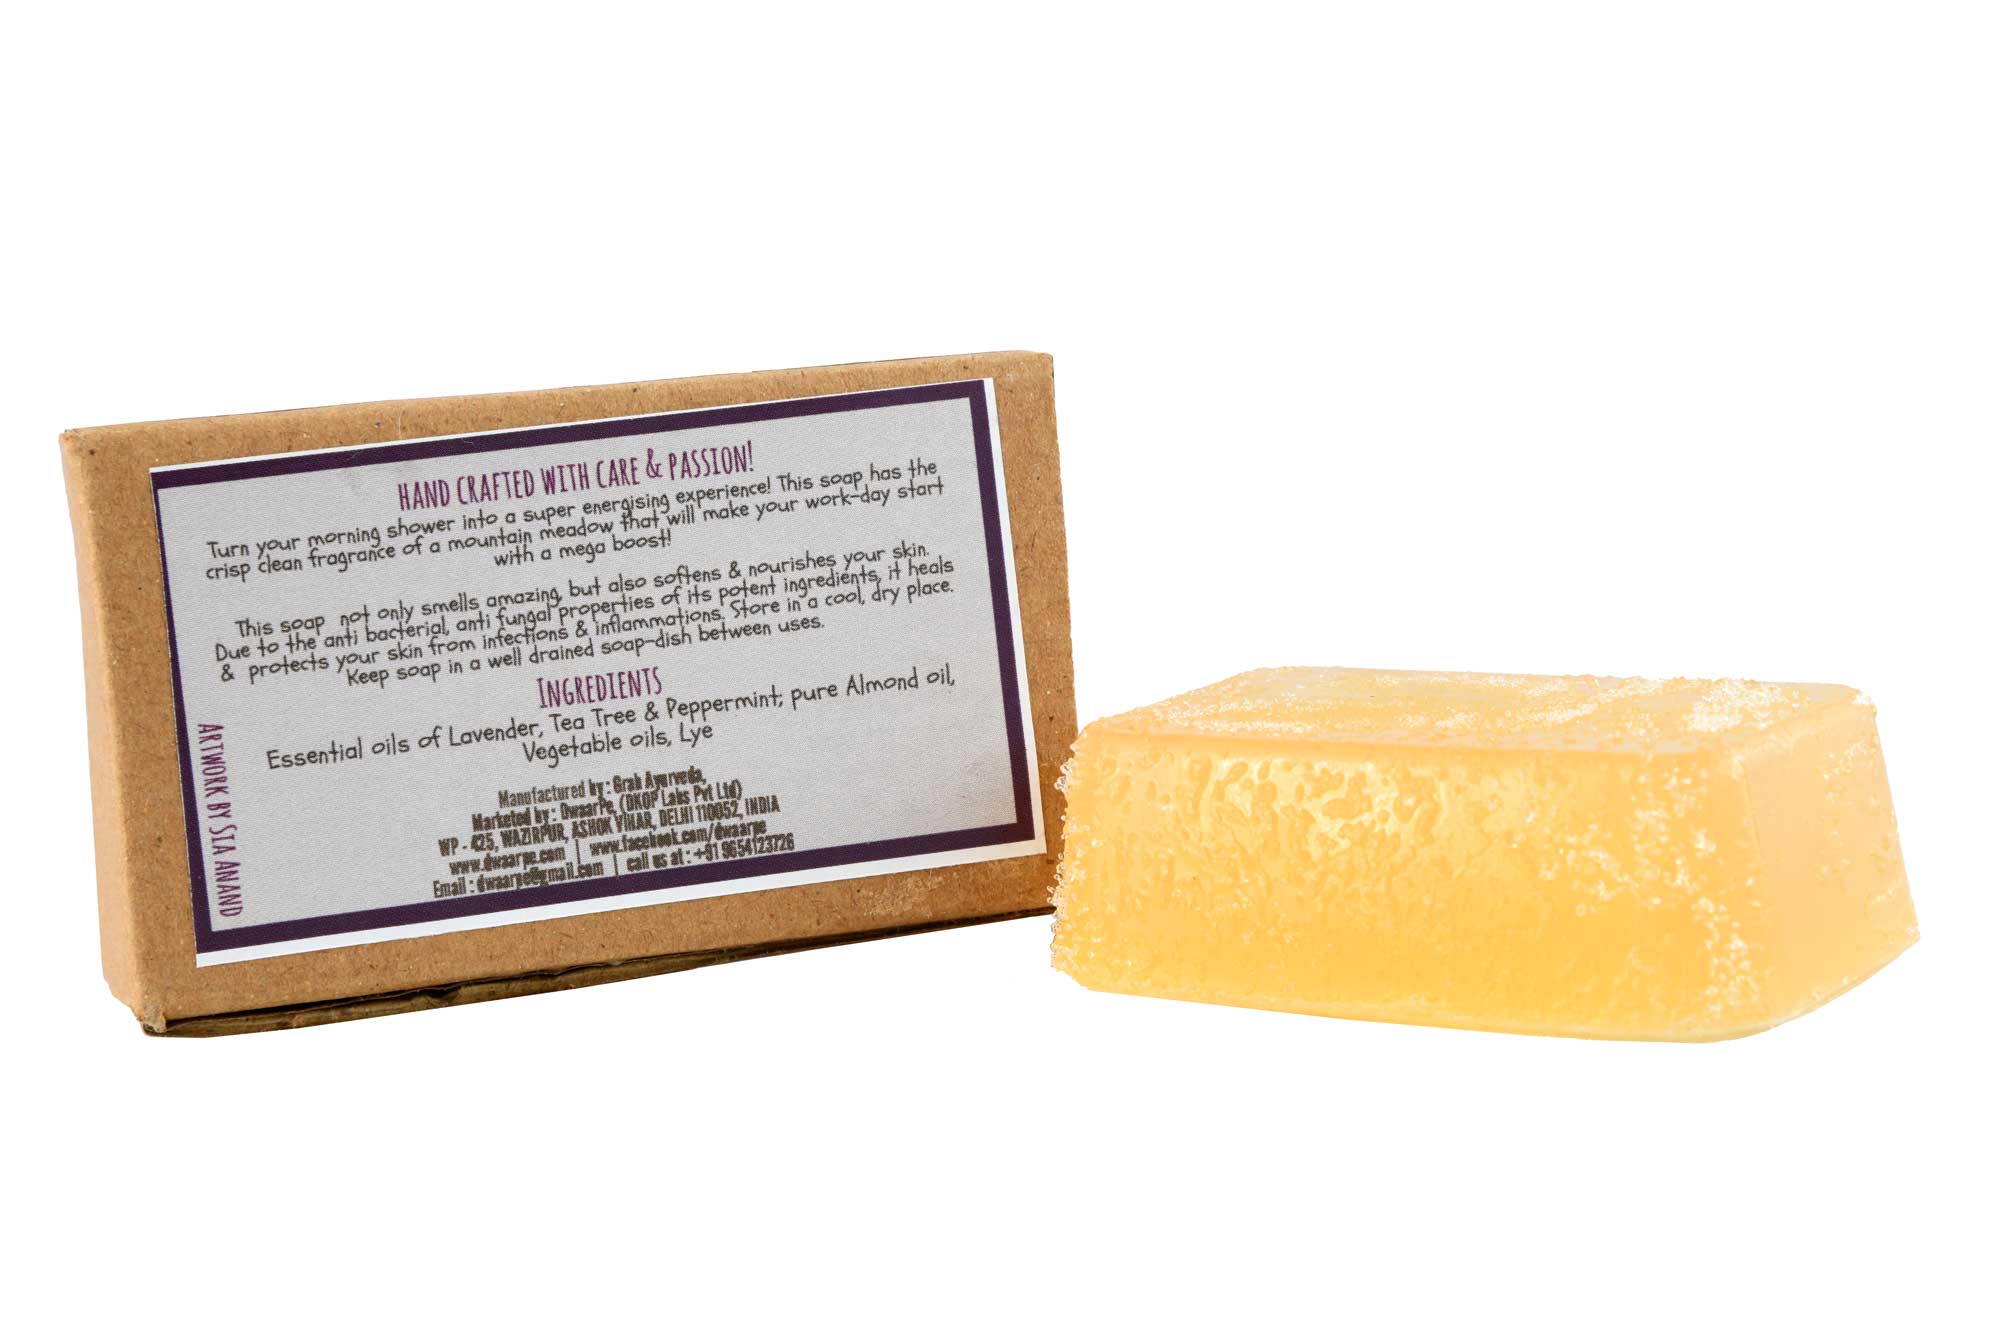 HAND CRAFTED WITH CARE & PASSION!
Turn your morning shower into a super energising experience! This soap has the
crisp clean fragrance of a mountain meadow that will make your work-day start
with a mega boost!
This soap not only smells amazing, but also softens & nourishes your skin.
Due to the anti bacterial, anti fungal properties of its potent ingredients, it heals
& protects your skin from infections & inflammations. Store in a cool, dry place.
Keep soap in a well drained soap-dish between uses.
INGREDIENTS
Essential oils of Lavender, Tea Tree & Peppermint; pure Almond oil,
Vegetable oils, Lye
Manufactured by : Grah Ayurveda,
Marketed by : DwaarPe, (DKOP Labs Pvt Ltd)
WP - 425, WAZIRPUR, ASHOK VIHAR, DELHI 110052, INDIA
www.dwaarpe.com | www.facebook.com/dwaarpe
Email : dwaarpe@gmail.com | call us at : +91 9654123726
ARTWORK BY SIA ANAND